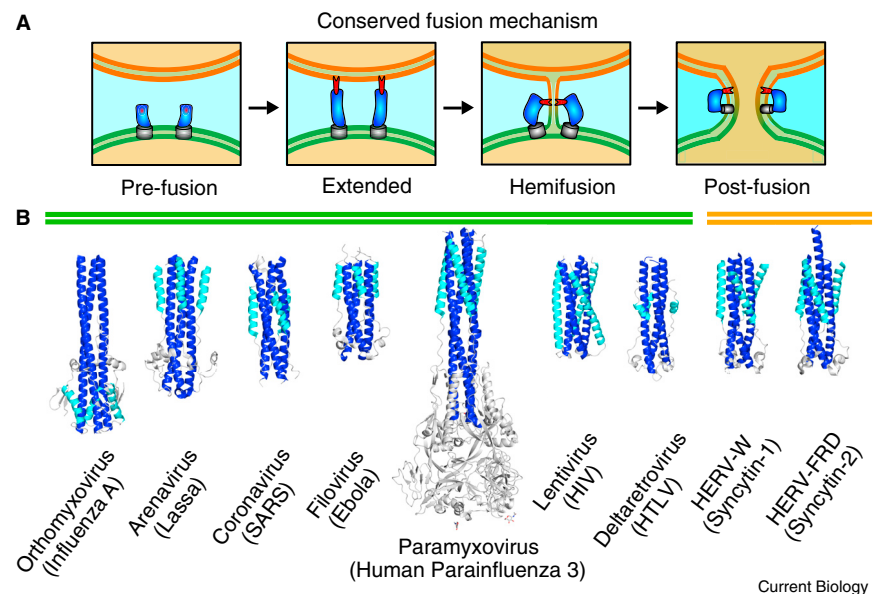 Conserved fusion mechanism
A
Pre-fusion
Extended
Hemifusion
Post-fusion
B
Orthomyxovirus
(Influenza A)
Arenavirus
(Lassa)
Coronavirus
(SARS)
Filovirus
(Ebola)
Paramyxovirus
(Human Parainfluenza 3)
Lentivirus
(HIV)
Deltaretrovirus
(HTLV)
HERV-W
(Syncytin-1)
HERV-FRD
(Syncytin-2)
Current Biology